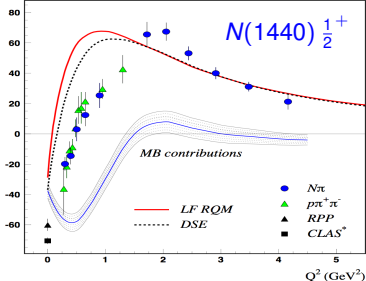 N(1440) 1/2+
80
60
40
20
0
-20
-40
-60
MB contributions
Nπ
pπ+π-
LF RQM
DSE
RPP
CLAS*
0 1 2 3 4 5
Q2 (GeV2)